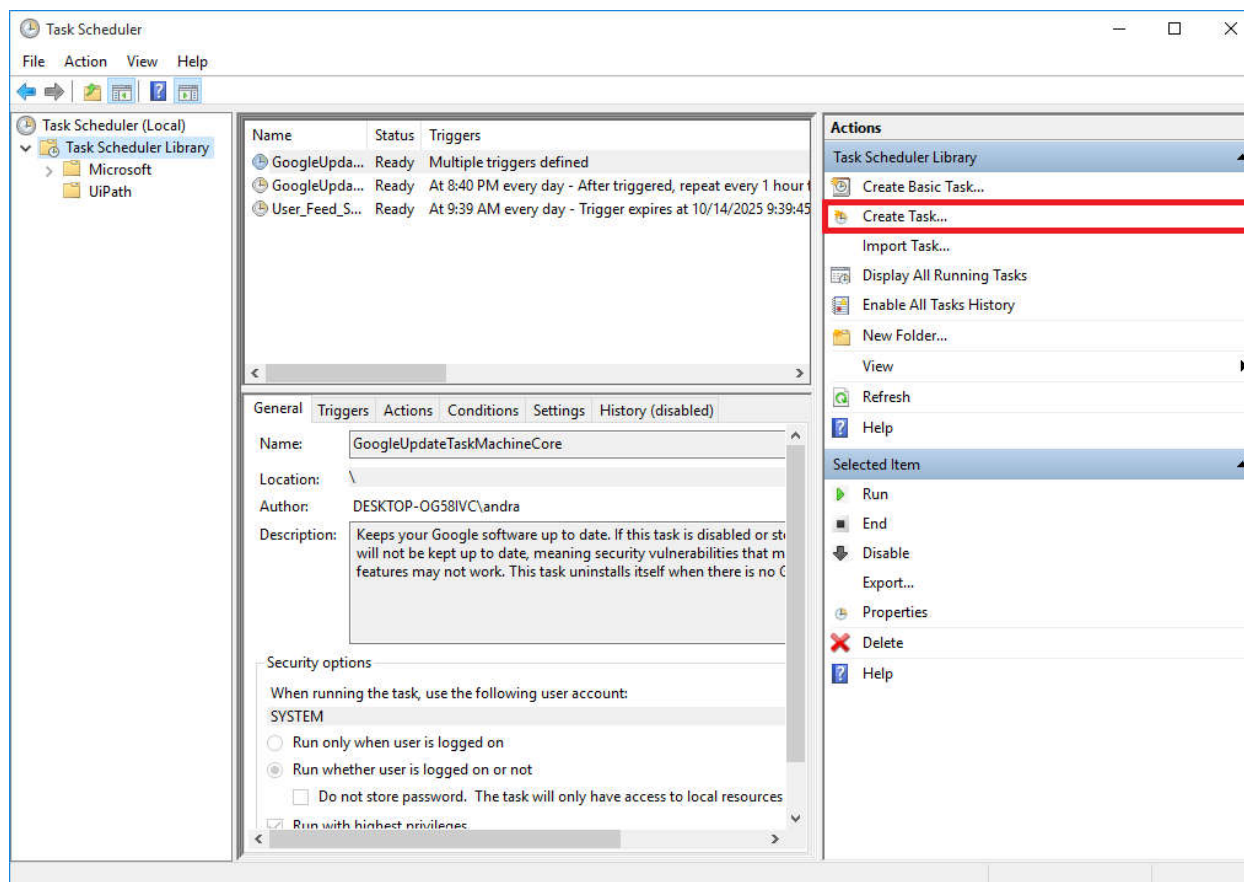 Task Scheduler
File Action View Help
Task Scheduler (Local)
Task Scheduler Library
Microsoft
UiPath
Name Status Triggers
GoogleUpda... Ready Multiple triggers defined
GoogleUpda... Ready At 8:40 PM every day - After triggered, repeat every 1 hour f
User_Feed_S... Ready At 9:39 AM every day - Trigger expires at 10/14/2025 9:39:45
General Triggers Actions Conditions Settings History (disabled)
Name: GoogleUpdateTaskMachineCore
Location: \
Author: DESKTOP-OG58IVC\andra
Description: Keeps your Google software up to date. If this task is disabled or sto
will not be kept up to date, meaning security vulnerabilities that m
features may not work. This task uninstalls itself when there is no G
Security options
When running the task, use the following user account:
SYSTEM
Run only when user is logged on
Run whether user is logged on or not
Do not store password. The task will only have access to local resources
Run with highest privileges
Actions
Task Scheduler Library
Create Basic Task...
Create Task...
Import Task...
Display All Running Tasks
Enable All Tasks History
New Folder...
View
Refresh
Help
Selected Item
Run
End
Disable
Export...
Properties
Delete
Help